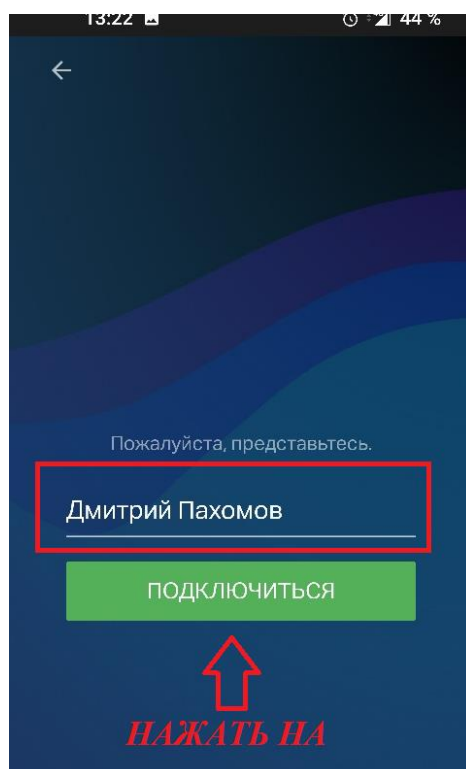 13:22 44 %
Пожалуйста, представьтесь.
Дмитрий Пахомов
ПОДКЛЮЧИТЬСЯ
НАЖАТЬ НА